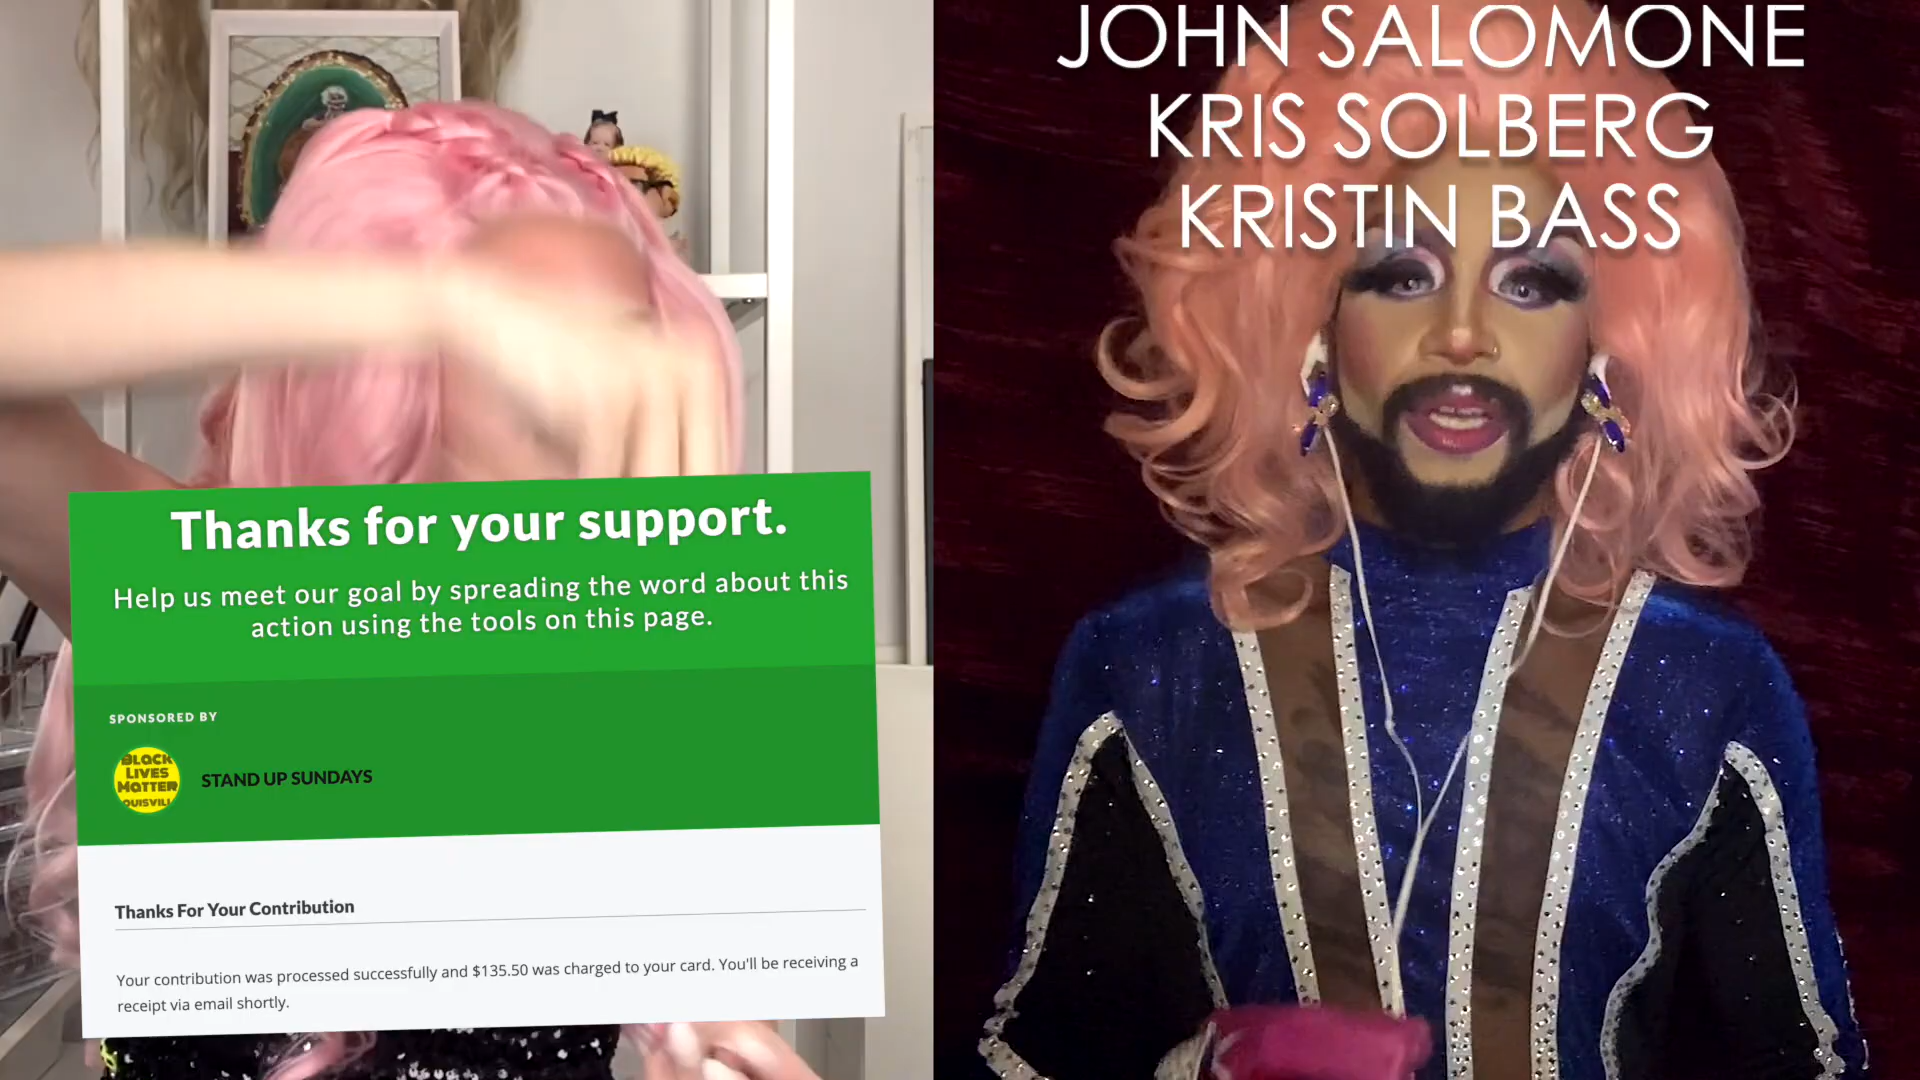 JOHN SALOMONE
KRIS SOLBERG
KRISTIN BASS
Thanks for your support.
Help us meet our goal by spreading the word about this
action using the tools on this page.
SPONSORED BY
BLACK
LIVES
MATTER
STAND UP SUNDAYS
Thanks For Your Contribution
Your contribution was processed successfully and $135.50 was charged to your card. You'll be receiving a
receipt via email shortly.